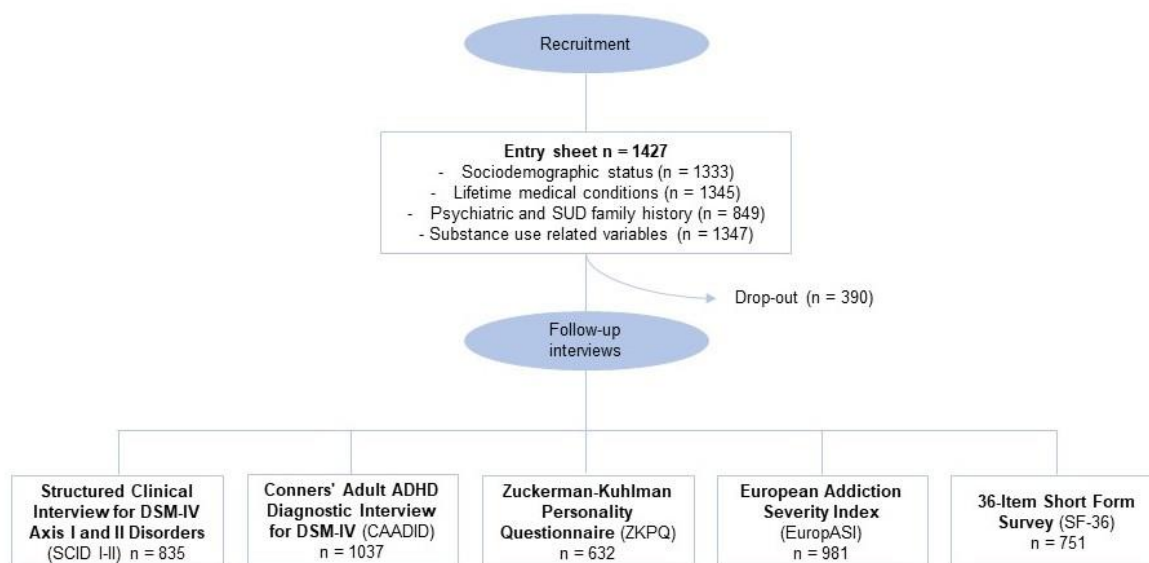 Recruitment
Entry sheet n = 1427
- Sociodemographic status (n = 1333)
- Lifetime medical conditions (n = 1345)
- Psychiatric and SUD family history (n = 849)
- Substance use related variables (n = 1347)
Drop-out (n = 390)
Follow-up
interviews
Structured Clinical
Interview for DSM-IV
Axis I and II Disorders
(SCID I-II) n = 835
Conners' Adult ADHD
Diagnostic Interview
for DSM-IV (CAADID)
n = 1037
Zuckerman-Kuhlman
Personality
Questionnaire (ZKPQ)
n = 632
European Addiction
Severity Index
(EuropASI)
n = 981
36-Item Short Form
Survey (SF-36)
n = 751